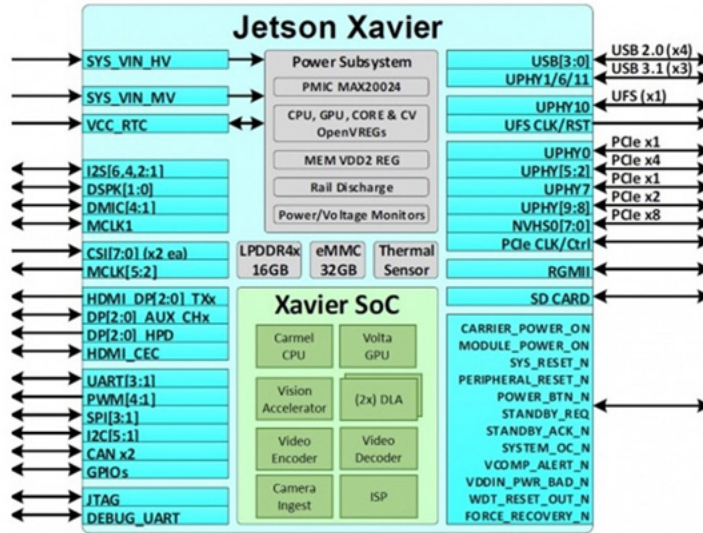 Jetson Xavier
SYS_VIN_HV
SYS_VIN_MV
VCC_RTC
I2S[6,4,2:1]
DSPK[1:0]
DMIC[4:1]
MCLK1
CSI[7:0] (x2 ea)
MCLK[5:2]
HDMI_DP[2:0]_TXx
DP[2:0]_AUX_CHx
DP[2:0]_HPD
HDMI_CEC
UART[3:1]
PWM[4:1]
SPI[3:1]
I2C[5:1]
CAN x2
GPIOs
JTAG
DEBUG_UART
Power Subsystem
PMIC MAX20024
CPU, GPU, CORE & CV
OpenVREGs
MEM VDD2 REG
Rail Discharge
Power/Voltage Monitors
LPDDR4x
16GB
eMMC
32GB
Thermal
Sensor
Xavier SoC
Carmel
CPU
Volta
GPU
Vision
Accelerator
(2x) DLA
Video
Encoder
Video
Decoder
Camera
Ingest
ISP
USB[3:0]
UPHY1/6/11
UPHY10
UFS CLK/RST
UPHY0
UPHY[5:2]
UPHY7
UPHY[9:8]
NVHS0[7:0]
PCIe CLK/Ctrl
RGMII
SD CARD
CARRIER_POWER_ON
MODULE_POWER_ON
SYS_RESET_N
PERIPHERAL_RESET_N
POWER_BTN_N
STANDBY_REQ
STANDBY_ACK_N
SYSTEM_OC_N
VCOMP_ALERT_N
VDDIN_PWR_BAD_N
WDT_RESET_OUT_N
FORCE_RECOVERY_N
USB 2.0 (x4)
USB 3.1 (x3)
UFS (x1)
PCIe x1
PCIe x4
PCIe x1
PCIe x2
PCIe x8